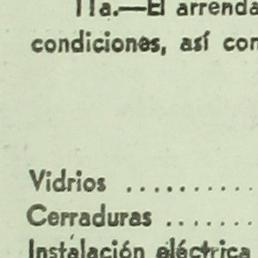 11a.—El arrenda
condiciones, así con
Vidrios ..........
Cerraduras .......
Instalación eléctrica